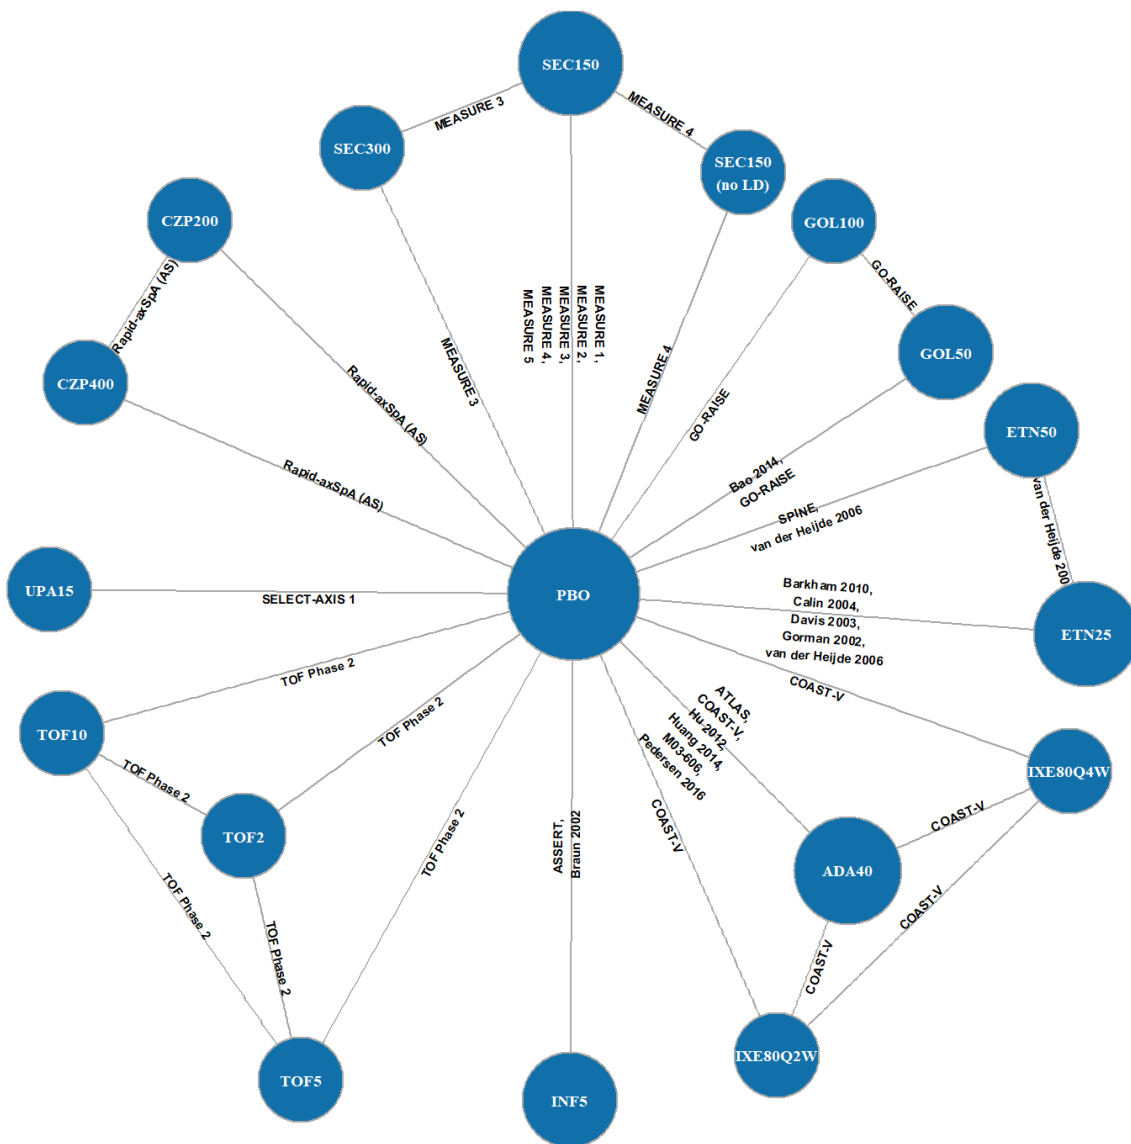 SEC150
MEASURE 3
MEASURE 4
SEC300
SEC150
(no LD)
CZP200
GOL100
Rapid-axSpA (AS)
GO-RAISE
MEASURE 1,
MEASURE 2,
MEASURE 3,
MEASURE 4,
MEASURE 5
CZP400
GOL50
MEASURE 3
Rapid-axSpA (AS)
MEASURE 4
GO-RAISE
ETN50
Rapid-axSpA (AS)
Bao 2014,
GO-RAISE
SPINE,
van der Heijde 2006
van der Heijde 200
UPA15
SELECT-AXIS 1
PBO
Barkham 2010,
Calin 2004,
Davis 2003,
Gorman 2002,
van der Heijde 2006
ETN25
TOF Phase 2
COAST-V
TOF10
TOF Phase 2
ATLAS,
COAST-V,
Hu 2012,
Huang 2014,
M03-606,
Pedersen 2016
IXE80Q4W
TOF Phase 2
TOF2
TOF Phase 2
ASSERT,
Braun 2002
COAST-V
COAST-V
ADA40
TOF Phase 2
TOF Phase 2
COAST-V
COAST-V
TOF5
INF5
IXE80Q2W